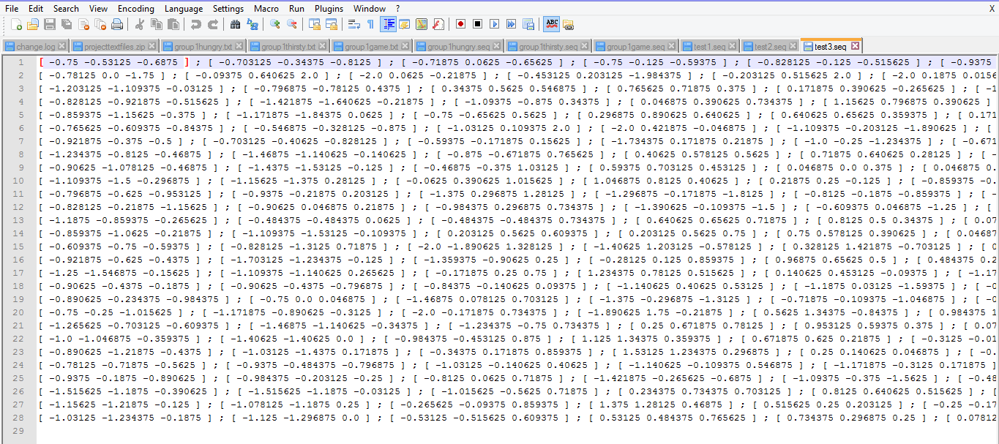 File Edit Search View Encoding Language Settings Macro Run Plugins Window ? X
change.log projecttextfiles.zip group1hungry.txt group1thirsty.txt group1game.txt group1hungry.seq group1thirsty.seq group1game.seq test1.seq test2.seq test3.seq
1 [ -0.75 -0.53125 -0.6875 ] ; [ -0.703125 -0.34375 -0.8125 ] ; [ -0.71875 0.0625 -0.65625 ] ; [ -0.75 -0.125 -0.59375 ] ; [ -0.828125 -0.125 -0.515625 ] ; [ -0.9375
2 [ -0.78125 0.0 -1.75 ] ; [ -0.09375 0.640625 2.0 ] ; [ -2.0 0.0625 -0.21875 ] ; [ -0.453125 0.203125 -1.984375 ] ; [ -0.203125 0.515625 2.0 ] ; [ -2.0 0.1875 0.0156
3 [ -1.203125 -1.109375 -0.03125 ] ; [ -0.796875 -0.78125 0.4375 ] ; [ 0.34375 0.5625 0.546875 ] ; [ 0.765625 0.71875 0.375 ] ; [ 0.171875 0.390625 -0.265625 ] ; [ -1
4 [ -0.828125 -0.921875 -0.515625 ] ; [ -1.421875 -1.640625 -0.21875 ] ; [ -1.09375 -0.875 0.34375 ] ; [ 0.046875 0.390625 0.734375 ] ; [ 1.15625 0.796875 0.390625 ]
5 [ -0.859375 -1.15625 -0.375 ] ; [ -1.171875 -1.84375 0.0625 ] ; [ -0.75 -0.65625 0.5625 ] ; [ 0.296875 0.890625 0.640625 ] ; [ 0.640625 0.65625 0.359375 ] ; [ 0.171
6 [ -0.765625 -0.609375 -0.84375 ] ; [ -0.546875 -0.328125 -0.875 ] ; [ -1.03125 0.109375 2.0 ] ; [ -2.0 0.421875 -0.046875 ] ; [ -1.109375 -0.203125 -1.890625 ] ; [
7 [ -0.921875 -0.375 -0.5 ] ; [ -0.703125 -0.40625 -0.828125 ] ; [ -0.59375 -0.171875 0.15625 ] ; [ -1.734375 0.171875 0.21875 ] ; [ -1.0 -0.25 -1.234375 ] ; [ -0.671
8 [ -1.234375 -0.8125 -0.46875 ] ; [ -1.46875 -1.140625 -0.140625 ] ; [ -0.875 -0.671875 0.765625 ] ; [ 0.40625 0.578125 0.5625 ] ; [ 0.71875 0.640625 0.28125 ] ; [ -
9 [ -0.90625 -1.078125 -0.46875 ] ; [ -1.4375 -1.53125 -0.125 ] ; [ -0.46875 -0.375 1.03125 ] ; [ 0.59375 0.703125 0.453125 ] ; [ 0.046875 0.0 0.375 ] ; [ 0.046875 0.
10 [ -1.109375 -1.5 -0.296875 ] ; [ -1.15625 -1.375 0.28125 ] ; [ -0.0625 0.390625 1.015625 ] ; [ 1.046875 0.8125 0.40625 ] ; [ 0.21875 0.25 -0.125 ] ; [ -0.859375 -0.
11 [ -0.796875 -0.625 -0.953125 ] ; [ -0.9375 -0.21875 0.203125 ] ; [ -1.375 0.296875 1.28125 ] ; [ -1.296875 -0.171875 -1.8125 ] ; [ -0.8125 -0.1875 -0.859375 ] ; [ -
12 [ -0.828125 -0.21875 -1.15625 ] ; [ -0.90625 0.046875 0.21875 ] ; [ -0.984375 0.296875 0.734375 ] ; [ -1.390625 -0.109375 -1.5 ] ; [ -0.609375 0.046875 -1.25 ] ; [
13 [ -1.1875 -0.859375 -0.265625 ] ; [ -0.484375 -0.484375 0.0625 ] ; [ -0.484375 -0.484375 0.734375 ] ; [ 0.640625 0.65625 0.71875 ] ; [ 0.8125 0.5 0.34375 ] ; [ 0.07
14 [ -0.859375 -1.0625 -0.21875 ] ; [ -1.109375 -1.53125 -0.109375 ] ; [ 0.203125 0.5625 0.609375 ] ; [ 0.203125 0.5625 0.75 ] ; [ 0.75 0.578125 0.390625 ] ; [ 0.0468
15 [ -0.609375 -0.75 -0.59375 ] ; [ -0.828125 -1.3125 0.71875 ] ; [ -2.0 -1.890625 1.328125 ] ; [ -1.40625 1.203125 -0.578125 ] ; [ 0.328125 1.421875 -0.703125 ] ; [ 0
16 [ -0.921875 -0.625 -0.4375 ] ; [ -1.703125 -1.234375 -0.125 ] ; [ -1.359375 -0.90625 0.25 ] ; [ -0.28125 0.125 0.859375 ] ; [ 0.96875 0.65625 0.5 ] ; [ 0.484375 0.2
17 [ -1.25 -1.546875 -0.15625 ] ; [ -1.109375 -1.140625 0.265625 ] ; [ -0.171875 0.25 0.75 ] ; [ 1.234375 0.78125 0.515625 ] ; [ 0.140625 0.453125 -0.09375 ] ; [ -1.17
18 [ -0.90625 -0.4375 -0.1875 ] ; [ -0.90625 -0.4375 -0.796875 ] ; [ -0.84375 -0.140625 0.09375 ] ; [ -1.140625 0.40625 0.53125 ] ; [ -1.1875 0.03125 -1.59375 ] ; [ -0
19 [ -0.890625 -0.234375 -0.984375 ] ; [ -0.75 0.0 0.046875 ] ; [ -1.46875 0.078125 0.703125 ] ; [ -1.375 -0.296875 -1.3125 ] ; [ -0.71875 -0.109375 -1.046875 ] ; [ -0
20 [ -0.75 -0.25 -1.015625 ] ; [ -1.171875 -0.890625 -0.3125 ] ; [ -2.0 -0.171875 0.734375 ] ; [ -1.890625 1.75 -0.21875 ] ; [ 0.5625 1.34375 -0.84375 ] ; [ 0.984375 1
21 [ -1.265625 -0.703125 -0.609375 ] ; [ -1.46875 -1.140625 -0.34375 ] ; [ -1.234375 -0.75 0.734375 ] ; [ 0.25 0.671875 0.78125 ] ; [ 0.953125 0.59375 0.375 ] ; [ 0.07
22 [ -1.0 -1.046875 -0.359375 ] ; [ -1.40625 -1.40625 0.0 ] ; [ -0.984375 -0.453125 0.875 ] ; [ 1.125 1.34375 0.359375 ] ; [ 0.671875 0.625 0.21875 ] ; [ -0.3125 -0.01
23 [ -0.890625 -1.21875 -0.4375 ] ; [ -1.03125 -1.4375 0.171875 ] ; [ -0.34375 0.171875 0.859375 ] ; [ 1.53125 1.234375 0.296875 ] ; [ 0.25 0.140625 0.046875 ] ; [ -0.
24 [ -0.78125 -0.71875 -0.5625 ] ; [ -0.9375 -0.484375 -0.796875 ] ; [ -1.03125 -0.140625 0.40625 ] ; [ -1.140625 -0.109375 0.546875 ] ; [ -1.171875 -0.3125 0.171875 ]
25 [ -0.9375 -0.1875 -0.890625 ] ; [ -0.984375 -0.203125 -0.25 ] ; [ -0.8125 0.0625 0.71875 ] ; [ -1.421875 -0.265625 -0.6875 ] ; [ -1.09375 -0.375 -1.5625 ] ; [ -0.48
26 [ -1.515625 -1.1875 -0.390625 ] ; [ -1.515625 -1.1875 -0.03125 ] ; [ -1.015625 -0.5625 0.71875 ] ; [ 0.234375 0.734375 0.703125 ] ; [ 0.8125 0.640625 0.515625 ] ; [
27 [ -1.15625 -1.21875 -0.125 ] ; [ -1.078125 -1.1875 0.25 ] ; [ -0.265625 -0.09375 0.859375 ] ; [ 1.375 1.28125 0.46875 ] ; [ 0.515625 0.25 0.203125 ] ; [ -0.25 -0.17
28 [ -1.03125 -1.234375 -0.1875 ] ; [ -1.125 -1.296875 0.0 ] ; [ -0.53125 -0.515625 0.609375 ] ; [ 0.53125 0.484375 0.765625 ] ; [ 0.734375 0.296875 0.25 ] ; [ 0.07812
29